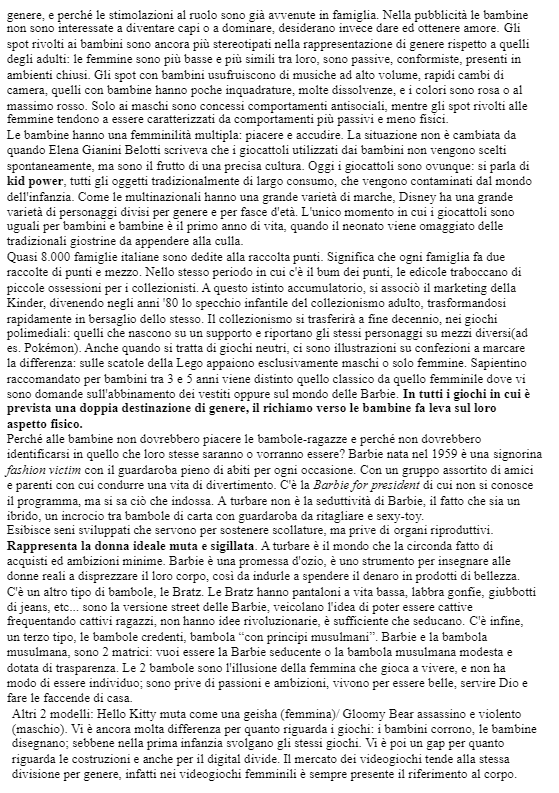 genere, e perché le stimolazioni al ruolo sono già avvenute in famiglia. Nella pubblicità le bambine
non sono interessate a diventare capi o a dominare, desiderano invece dare ed ottenere amore. Gli
spot rivolti ai bambini sono ancora più stereotipati nella rappresentazione di genere rispetto a quelli
degli adulti: le femmine sono più basse e più simili tra loro, sono passive, conformiste, presenti in
ambienti chiusi. Gli spot con bambini usufruiscono di musiche ad alto volume, rapidi cambi di
camera, quelli con bambine hanno poche inquadrature, molte dissolvenze, e i colori sono rosa o al
massimo rosso. Solo ai maschi sono concessi comportamenti antisociali, mentre gli spot rivolti alle
femmine tendono a essere caratterizzati da comportamenti più passivi e meno fisici.
Le bambine hanno una femminilità multipla: piacere e accudire. La situazione non è cambiata da
quando Elena Gianini Belotti scriveva che i giocattoli utilizzati dai bambini non vengono scelti
spontaneamente, ma sono il frutto di una precisa cultura. Oggi i giocattoli sono ovunque: si parla di
kid power, tutti gli oggetti tradizionalmente di largo consumo, che vengono contaminati dal mondo
dell'infanzia. Come le multinazionali hanno una grande varietà di marche, Disney ha una grande
varietà di personaggi divisi per genere e per fasce d'età. L'unico momento in cui i giocattoli sono
uguali per bambini e bambine è il primo anno di vita, quando il neonato viene omaggiato delle
tradizionali giostrine da appendere alla culla.
Quasi 8.000 famiglie italiane sono dedite alla raccolta punti. Significa che ogni famiglia fa due
raccolte di punti e mezzo. Nello stesso periodo in cui c'è il bum dei punti, le edicole traboccano di
piccole ossessioni per i collezionisti. A questo istinto accumulatorio, si associò il marketing della
Kinder, divenendo negli anni '80 lo specchio infantile del collezionismo adulto, trasformandosi
rapidamente in bersaglio dello stesso. Il collezionismo si trasferirà a fine decennio, nei giochi
polimediali: quelli che nascono su un supporto e riportano gli stessi personaggi su mezzi diversi(ad
es. Pokémon). Anche quando si tratta di giochi neutri, ci sono illustrazioni su confezioni a marcare
la differenza: sulle scatole della Lego appaiono esclusivamente maschi o solo femmine. Sapientino
raccomandato per bambini tra 3 e 5 anni viene distinto quello classico da quello femminile dove vi
sono domande sull'abbinamento dei vestiti oppure sul mondo delle Barbie. In tutti i giochi in cui è
prevista una doppia destinazione di genere, il richiamo verso le bambine fa leva sul loro
aspetto fisico.
Perché alle bambine non dovrebbero piacere le bambole-ragazze e perché non dovrebbero
identificarsi in quello che loro stesse saranno o vorranno essere? Barbie nata nel 1959 è una signorina
fashion victim con il guardaroba pieno di abiti per ogni occasione. Con un gruppo assortito di amici
e parenti con cui condurre una vita di divertimento. C'è la Barbie for president di cui non si conosce
il programma, ma si sa ciò che indossa. A turbare non è la seduttività di Barbie, il fatto che sia un
ibrido, un incrocio tra bambole di carta con guardaroba da ritagliare e sexy-toy.
Esibisce seni sviluppati che servono per sostenere scollature, ma prive di organi riproduttivi.
Rappresenta la donna ideale muta e sigillata. A turbare è il mondo che la circonda fatto di
acquisti ed ambizioni minime. Barbie è una promessa d'ozio, è uno strumento per insegnare alle
donne reali a disprezzare il loro corpo, così da indurle a spendere il denaro in prodotti di bellezza.
C'è un altro tipo di bambole, le Bratz. Le Bratz hanno pantaloni a vita bassa, labbra gonfie, giubbotti
di jeans, etc... sono la versione street delle Barbie, veicolano l'idea di poter essere cattive
frequentando cattivi ragazzi, non hanno idee rivoluzionarie, è sufficiente che seducano. C'è infine,
un terzo tipo, le bambole credenti, bambola “con principi musulmani”. Barbie e la bambola
musulmana, sono 2 matrici: vuoi essere la Barbie seducente o la bambola musulmana modesta e
dotata di trasparenza. Le 2 bambole sono l'illusione della femmina che gioca a vivere, e non ha
modo di essere individuo; sono prive di passioni e ambizioni, vivono per essere belle, servire Dio e
fare le faccende di casa.
Altri 2 modelli: Hello Kitty muta come una geisha (femmina)/ Gloomy Bear assassino e violento
(maschio). Vi è ancora molta differenza per quanto riguarda i giochi: i bambini corrono, le bambine
disegnano; sebbene nella prima infanzia svolgano gli stessi giochi. Vi è poi un gap per quanto
riguarda le costruzioni e anche per il digital divide. Il mercato dei videogiochi tende alla stessa
divisione per genere, infatti nei videogiochi femminili è sempre presente il riferimento al corpo.